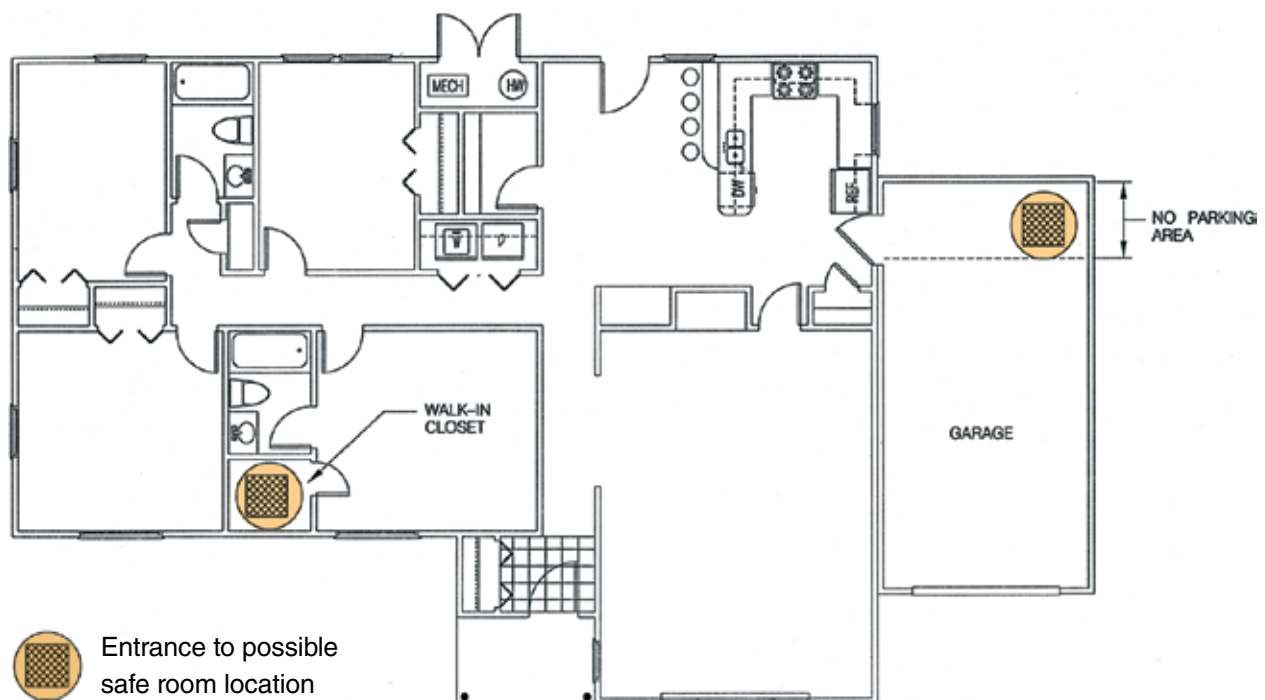 MECH
HW
DW
REF.
NO PARKING
AREA
WALK–IN
CLOSET
GARAGE
W
D
Entrance to possible
safe room location